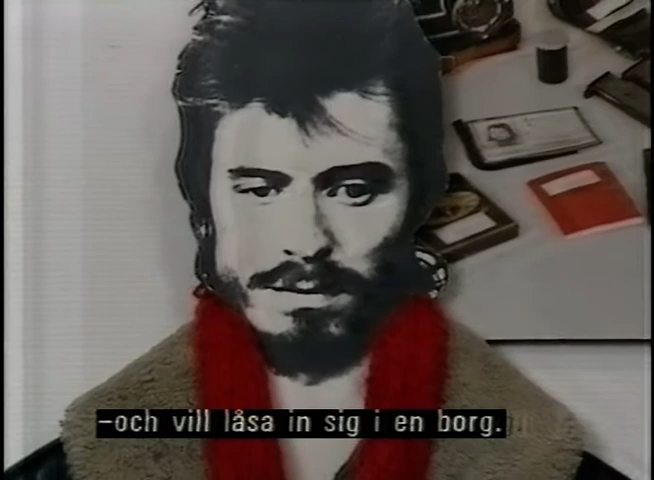 –och vill låsa in sig i en borg.